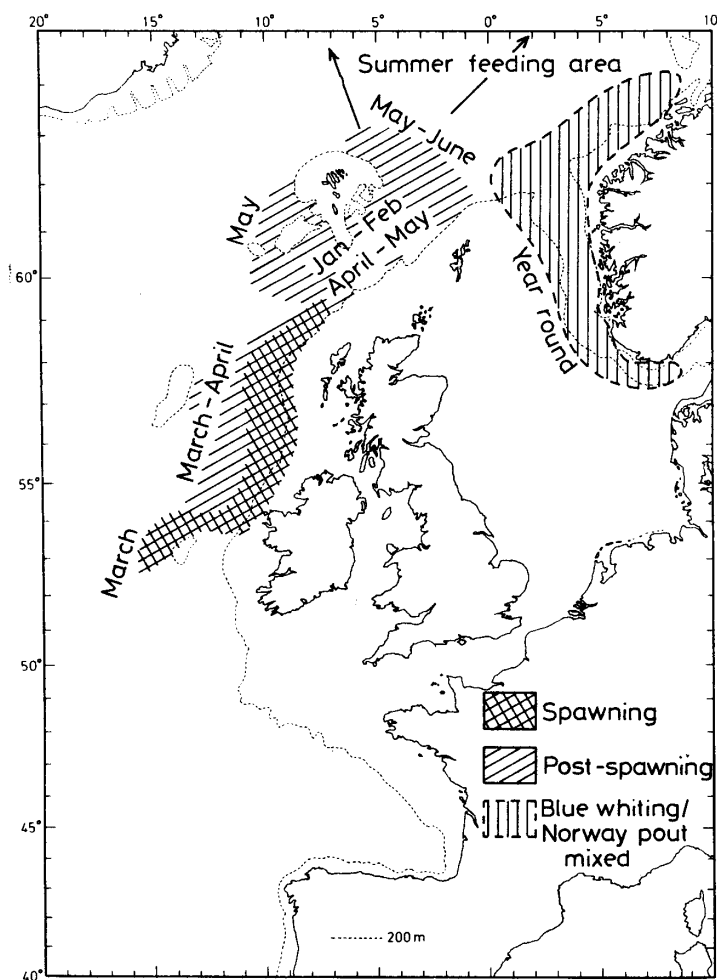 20° 15° 10° 5° 0° 5° 10
Summer feeding area
May-June
May
Jan-Feb
April-May
60°
Year round
March-April
55°
March
50°
Spawning
Post-spawning
45°
Blue whiting/
Norway pout
mixed
200 m
40°